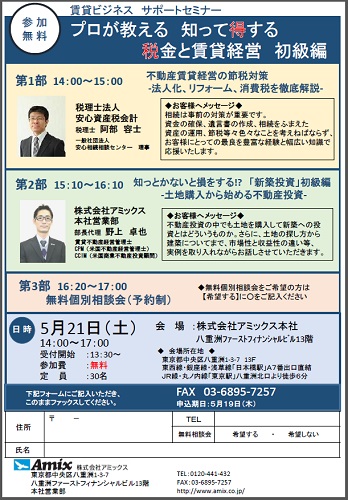 賃貸ビジネス サポートセミナー
参加
無料
プロが教える 知って得する
税金と賃貸経営 初級編
第1部 14:00～15:00
不動産賃貸経営の節税対策
-法人化、リフォーム、消費税を徹底解説-
税理士法人
安心資産税会計
税理士 阿部 容士
一般社団法人
安心相続相談センター 理事
◆お客様へメッセージ◆
相続は事前の対策が重要です。
資金の確保、遺言書の作成、相続をふまえた
資産の運用、節税等々色々なことを考えねばならず、
お客様にとっての最良を豊富な経験と幅広い知識で
応援いたします。
第2部 15:10～16:10
知っとかないと損をする!? 「新築投資」初級編
-土地購入から始める不動産投資-
株式会社アミックス
本社営業部
部長代理 野上 卓也
賃貸不動産経営管理士
CPM（米国不動産経営管理士）
CCIM（米国商業不動産投資顧問）
◆お客様へメッセージ◆
不動産投資の中でも土地を購入して新築への投
資とはどういうものか。さらに、土地の探し方から
建築についてまで、市場性と収益性の違い等、
実例を取り入れながらお話しさせていただきます。
第3部 16:20～17:00
無料個別相談会（予約制）
◆無料個別相談会をご希望の方は
【希望する】に○をご記入ください
日時
5月21日（土）
14:00～17:00
受付開始 :13:30～
参加費 :無料
定員 :30名
会 場 :株式会社アミックス本社
八重洲ファーストフィナンシャルビル13階
◆ 会場所在地 ◆
東京都中央区八重洲1-3-7 13F
東西線・銀座線・浅草線「日本橋駅」A7番出口直結
JR線・丸ノ内線「東京駅」八重洲北口より徒歩6分
下記フォームにご記入いただき、
このままファックスしてください。
FAX 03-6895-7257
申込期日:5月19日（木）
住所
〒 －
TEL
無料相談会
希望する ・ 希望しない
氏名
Amix 株式会社アミックス
東京都中央区八重洲1-3-7
八重洲ファーストフィナンシャルビル13階
本社営業部
TEL:0120-441-432
FAX:03-6895-7257
http://www.amix.co.jp/